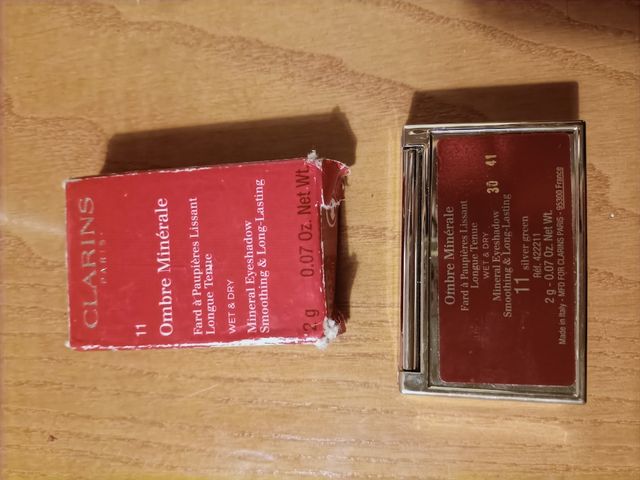 CLARINS
PARIS
11
Ombre Minérale
Fard à Paupières Lissant
Longue Tenue
WET & DRY
Mineral Eyeshadow
Smoothing & Long-Lasting
2 g 0.07 Oz. Net Wt.
Ombre Minérale
Fard à Paupières Lissant
Longue Tenue
WET & DRY
Mineral Eyeshadow
Smoothing & Long-Lasting
30 41
11 silver green
Réf. 422211
2 g - 0.07 Oz. Net Wt.
Made in Italy - MFD FOR CLARINS PARIS - 95300 France